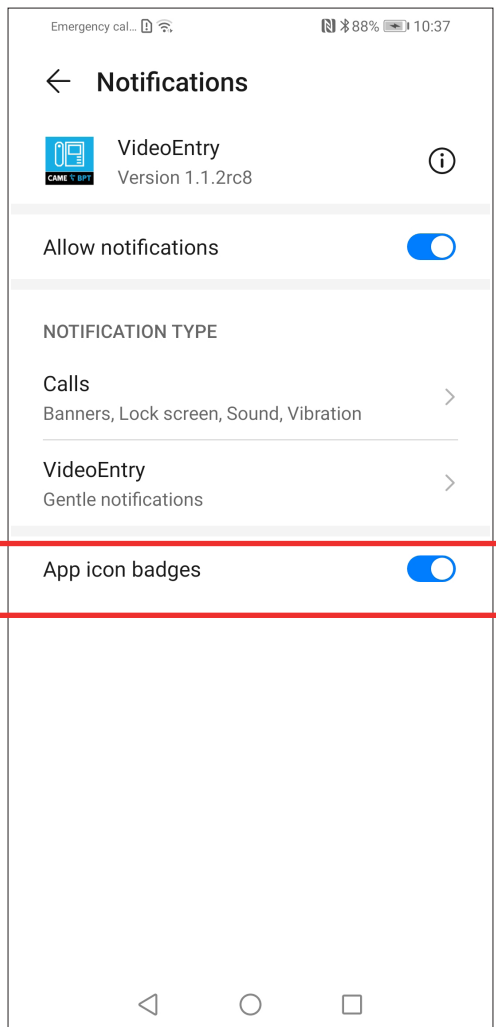 Emergency cal... 88% 10:37
Notifications
VideoEntry
Version 1.1.2rc8
CAME BPT
Allow notifications
NOTIFICATION TYPE
Calls
Banners, Lock screen, Sound, Vibration
VideoEntry
Gentle notifications
App icon badges